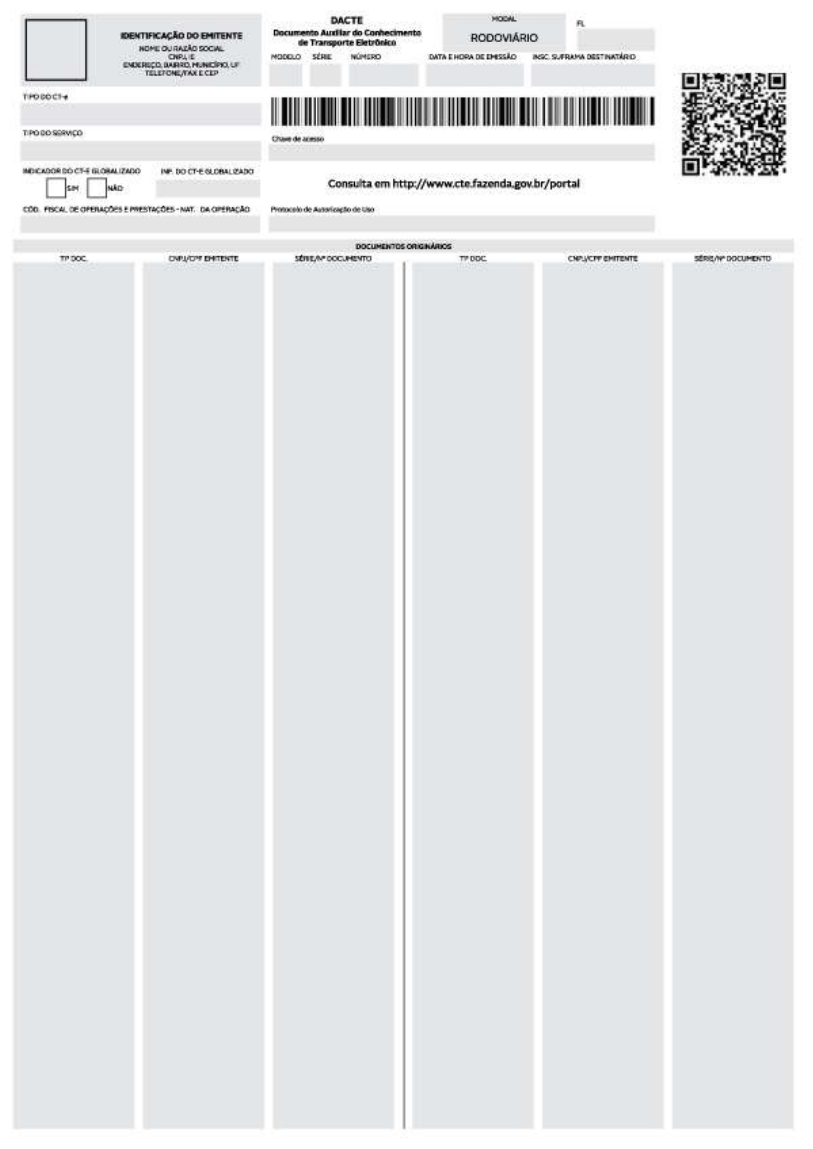 IDENTIFICAÇÃO DO EMITENTE
NOME OU RAZÃO SOCIAL
CNPJ, IE
ENDEREÇO, BAIRRO, MUNICÍPIO, UF
TELEFONE/FAX E CEP
DACTE
Documento Auxiliar do Conhecimento
de Transporte Eletrônico
MODAL
RODOVIÁRIO
FL
MODELO SÉRIE NÚMERO DATA E HORA DE EMISSÃO INSC. SUFRAMA DESTINATÁRIO
TIPO DO CT-e
TIPO DO SERVIÇO
Chave de acesso
INDICADOR DO CT-E GLOBALIZADO INF. DO CT-E GLOBALIZADO
SIM NÃO
Consulta em http://www.cte.fazenda.gov.br/portal
CÓD. FISCAL DE OPERAÇÕES E PRESTAÇÕES - NAT. DA OPERAÇÃO
Protocolo de Autorização de Uso
DOCUMENTOS ORIGINÁRIOS
TP DOC. CNPJ/CPF EMITENTE SÉRIE/Nº DOCUMENTO TP DOC. CNPJ/CPF EMITENTE SÉRIE/Nº DOCUMENTO